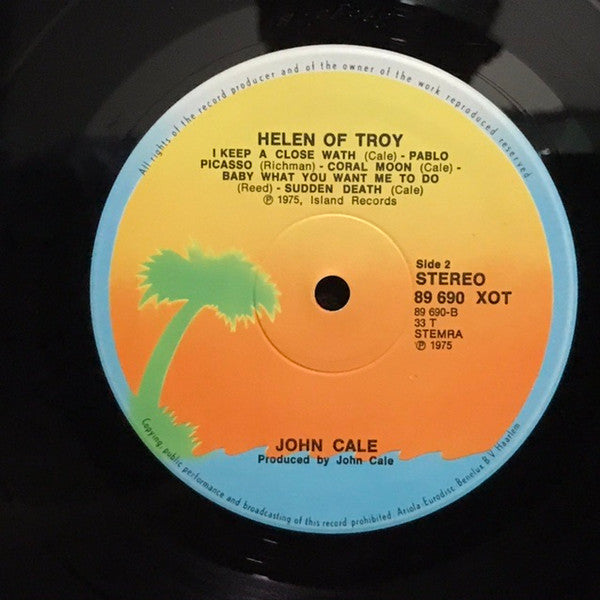 All rights of the record producer and of the owner of the work reproduced reserved
HELEN OF TROY
I KEEP A CLOSE WATH (Cale) - PABLO
PICASSO (Richman) - CORAL MOON (Cale) -
BABY WHAT YOU WANT ME TO DO
(Reed) - SUDDEN DEATH (Cale)
℗ 1975, Island Records
Side 2
STEREO
89 690 XOT
89 690-B
33 T
STEMRA
℗ 1975
JOHN CALE
Produced by John Cale
Copying, public performance and broadcasting of this record prohibited. Ariola Eurodisc Benelux B.V. Haarlem